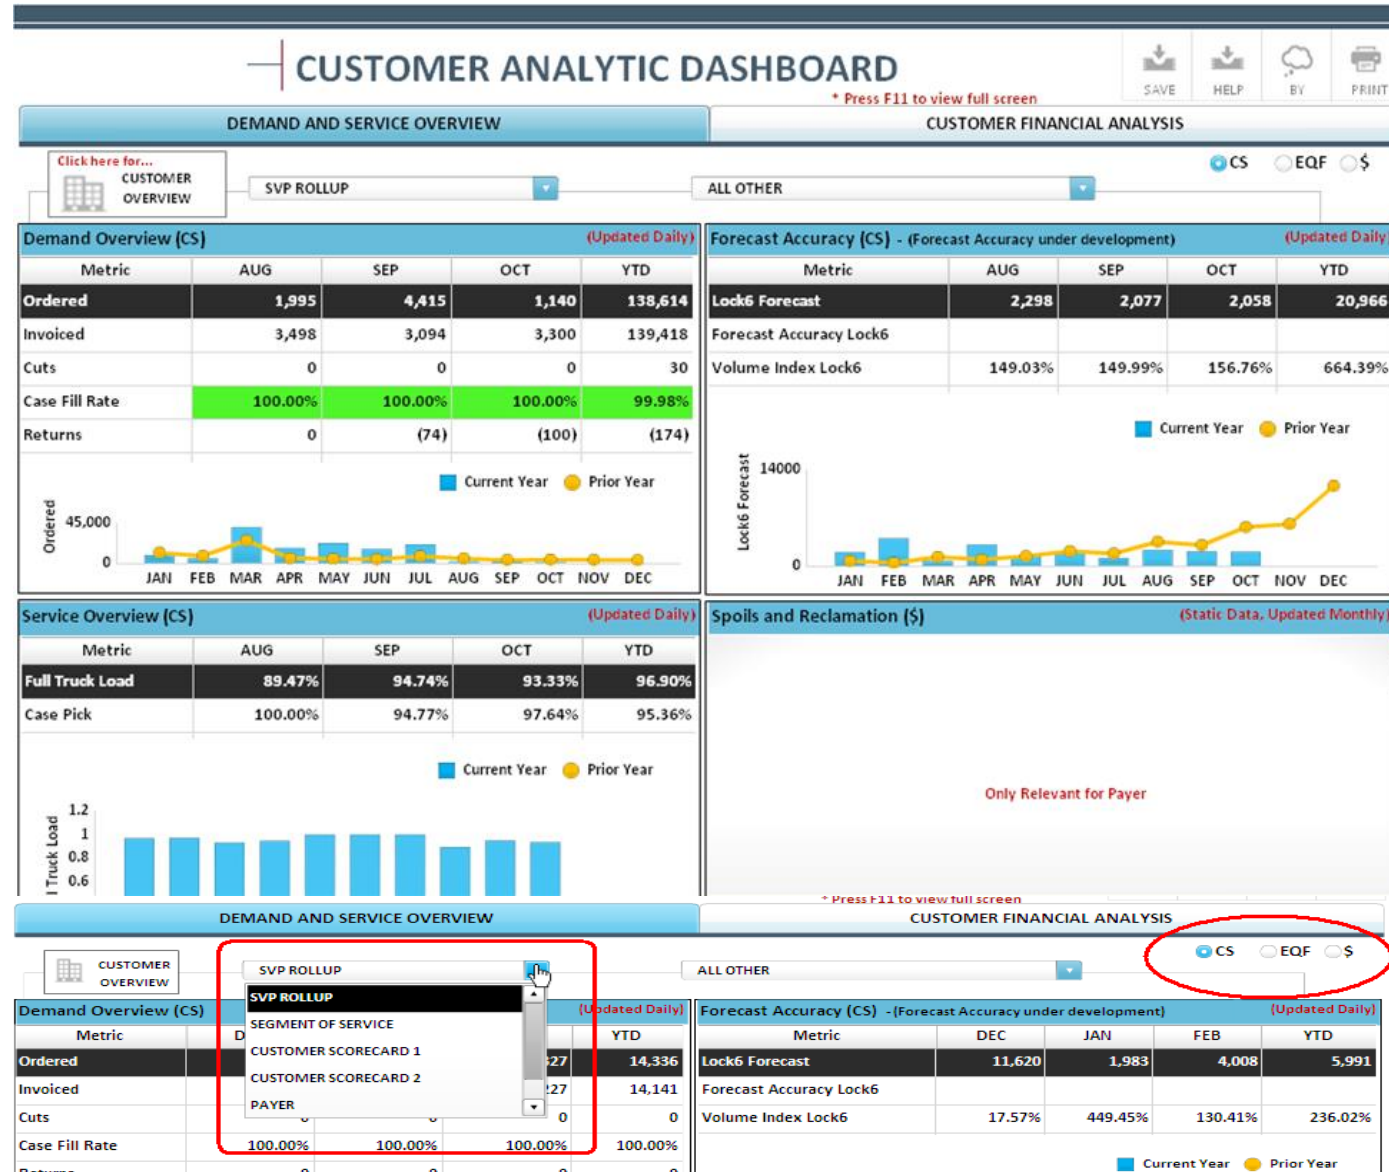 CUSTOMER ANALYTIC DASHBOARD
* Press F11 to view full screen
SAVE HELP BY PRINT
DEMAND AND SERVICE OVERVIEW CUSTOMER FINANCIAL ANALYSIS
Click here for...
CUSTOMER OVERVIEW
SVP ROLLUP ALL OTHER
CS EQF $
Demand Overview (CS) (Updated Daily)
Metric AUG SEP OCT YTD
Ordered 1,995 4,415 1,140 138,614
Invoiced 3,498 3,094 3,300 139,418
Cuts 0 0 0 30
Case Fill Rate 100.00% 100.00% 100.00% 99.98%
Returns 0 (74) (100) (174)
Current Year Prior Year
Ordered
45,000
0
JAN FEB MAR APR MAY JUN JUL AUG SEP OCT NOV DEC
Forecast Accuracy (CS) - (Forecast Accuracy under development) (Updated Daily)
Metric AUG SEP OCT YTD
Lock6 Forecast 2,298 2,077 2,058 20,966
Forecast Accuracy Lock6
Volume Index Lock6 149.03% 149.99% 156.76% 664.39%
Current Year Prior Year
Lock6 Forecast
14000
0
JAN FEB MAR APR MAY JUN JUL AUG SEP OCT NOV DEC
Service Overview (CS) (Updated Daily)
Metric AUG SEP OCT YTD
Full Truck Load 89.47% 94.74% 93.33% 96.90%
Case Pick 100.00% 94.77% 97.64% 95.36%
Current Year Prior Year
Truck Load
1.2
1
0.8
0.6
Spoils and Reclamation ($) (Static Data, Updated Monthly)
Only Relevant for Payer
* Press F11 to view full screen
DEMAND AND SERVICE OVERVIEW CUSTOMER FINANCIAL ANALYSIS
CUSTOMER OVERVIEW
SVP ROLLUP ALL OTHER
CS EQF $
SVP ROLLUP
SEGMENT OF SERVICE
CUSTOMER SCORECARD 1
CUSTOMER SCORECARD 2
PAYER
Demand Overview (CS) (Updated Daily)
Metric D YTD
Ordered 327 14,336
Invoiced 227 14,141
Cuts 0 0 0 0
Case Fill Rate 100.00% 100.00% 100.00% 100.00%
Returns 0 0 0 0
Forecast Accuracy (CS) - (Forecast Accuracy under development) (Updated Daily)
Metric DEC JAN FEB YTD
Lock6 Forecast 11,620 1,983 4,008 5,991
Forecast Accuracy Lock6
Volume Index Lock6 17.57% 449.45% 130.41% 236.02%
Current Year Prior Year